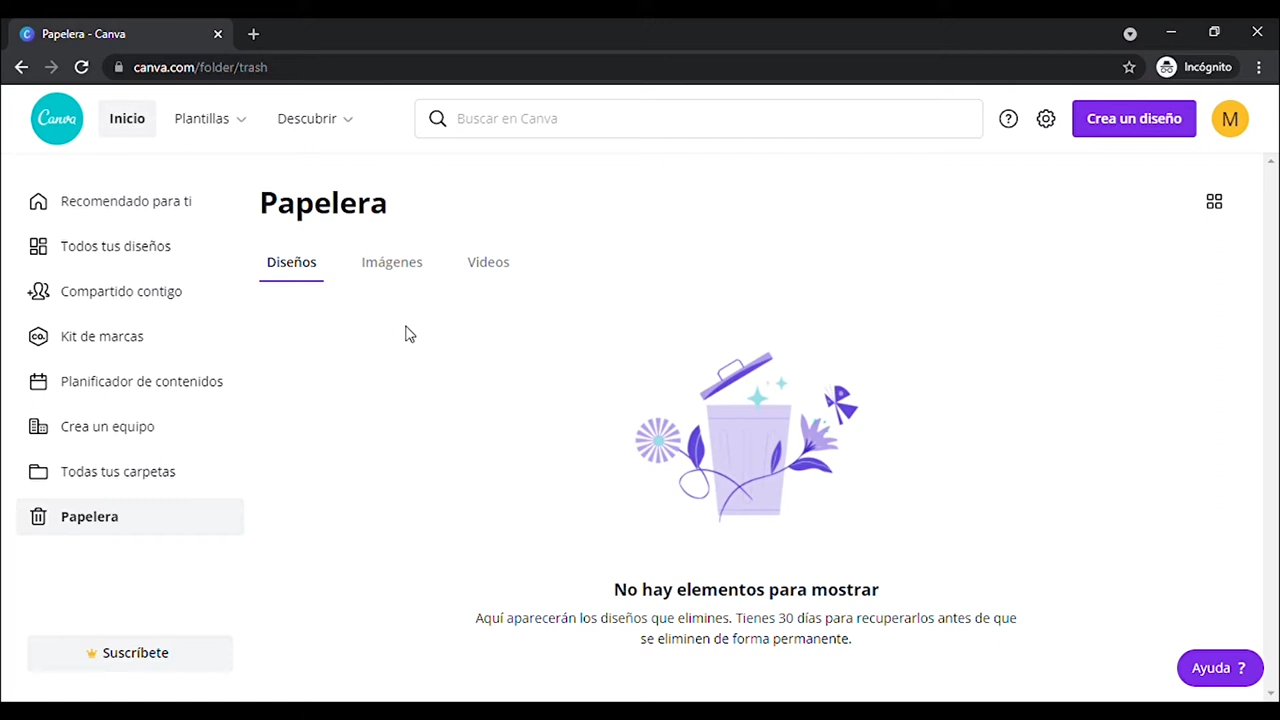 Papelera - Canva
canva.com/folder/trash
Incógnito
Canva
Inicio
Plantillas
Descubrir
Buscar en Canva
Crea un diseño
M
Recomendado para ti
Todos tus diseños
Compartido contigo
CO.
Kit de marcas
Planificador de contenidos
Crea un equipo
Todas tus carpetas
Papelera
Suscríbete
Papelera
Diseños
Imágenes
Videos
No hay elementos para mostrar
Aquí aparecerán los diseños que elimines. Tienes 30 días para recuperarlos antes de que
se eliminen de forma permanente.
Ayuda ?